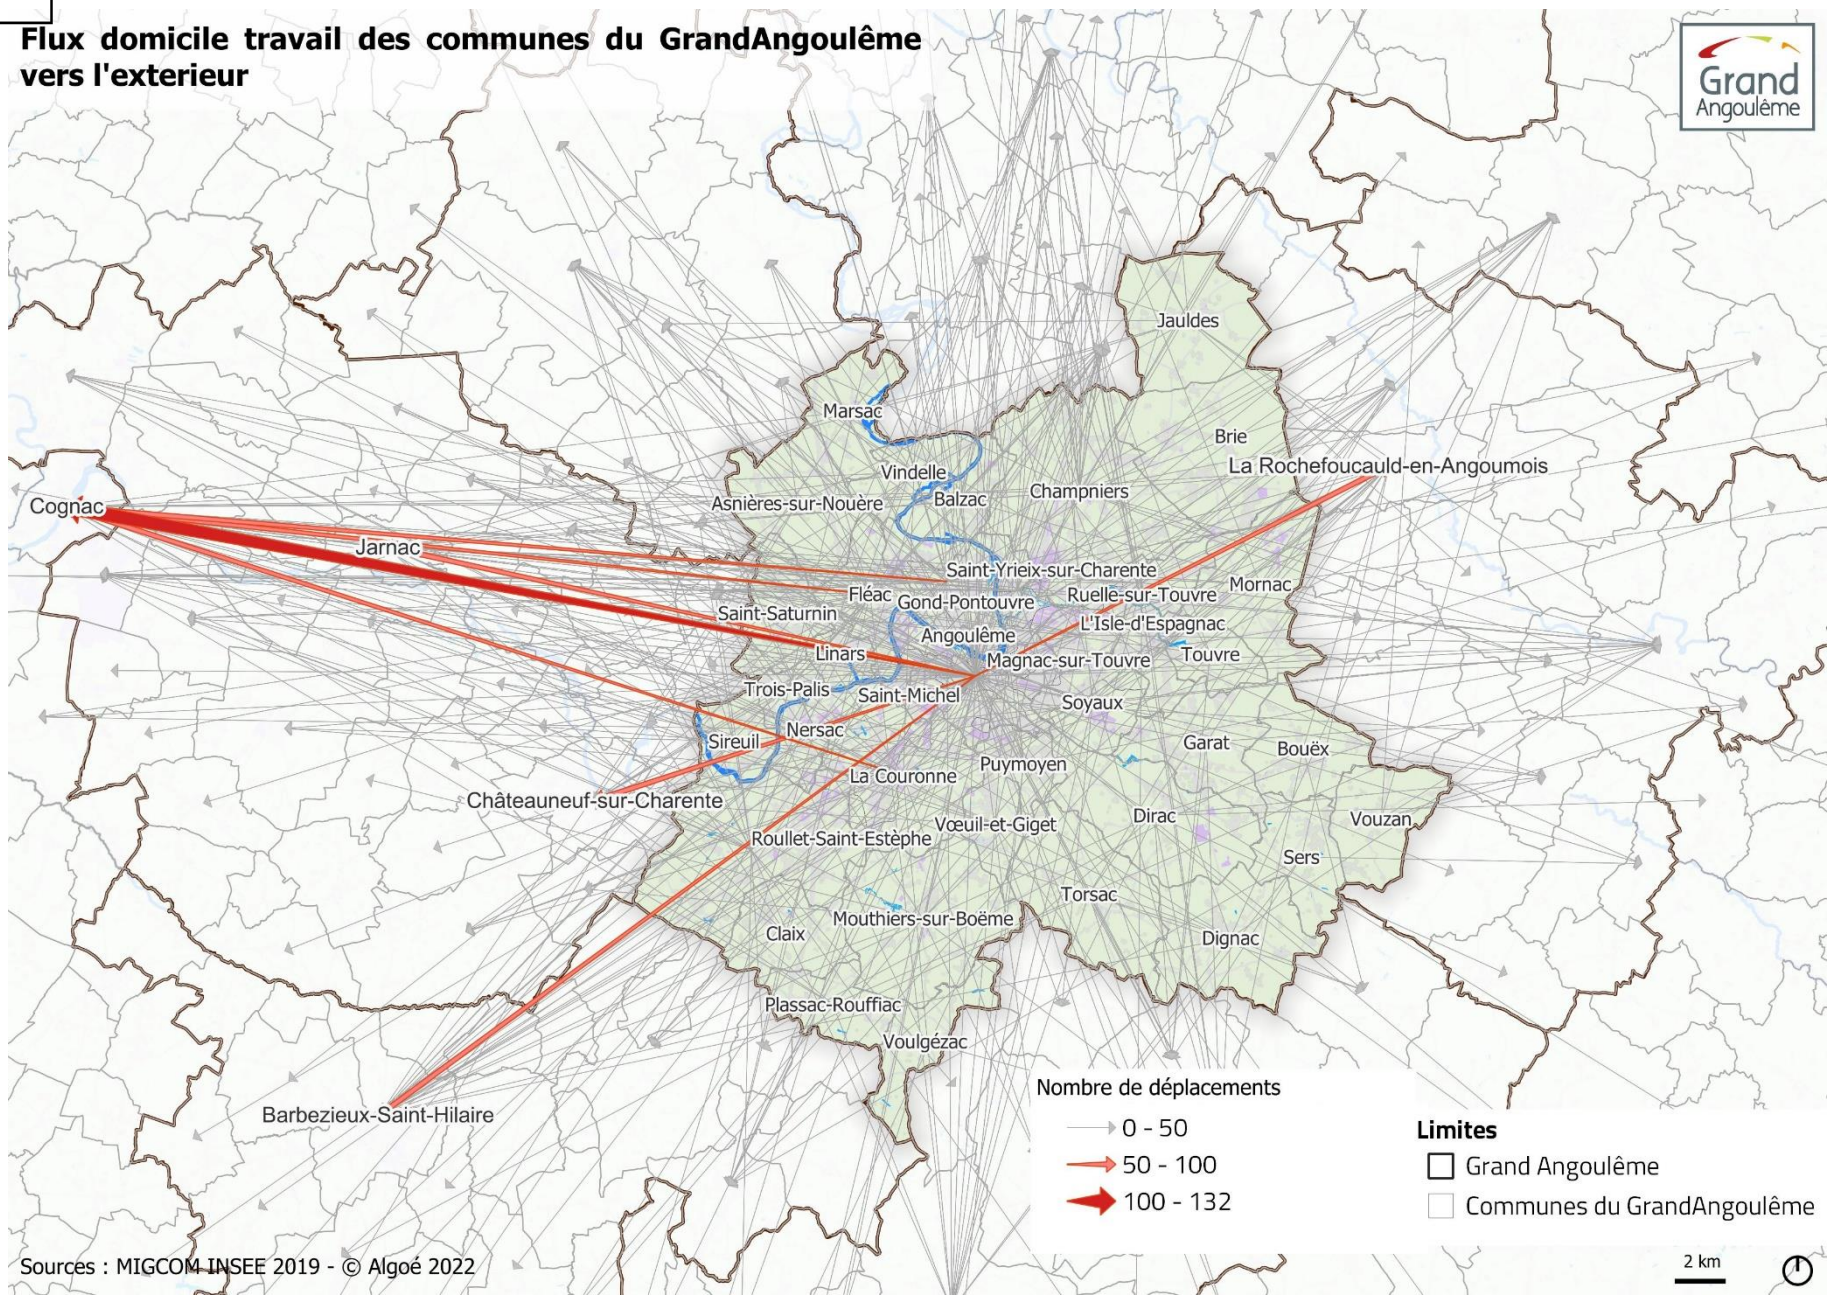 Flux domicile travail des communes du GrandAngoulême
vers l'exterieur
Grand
Angoulême
Jauldes
Marsac
Brie
La Rochefoucauld-en-Angoumois
Vindelle
Champniers
Asnières-sur-Nouère
Balzac
Cognac
Jarnac
Saint-Yrieix-sur-Charente
Mornac
Fléac
Gond-Pontouvre
Ruelle-sur-Touvre
Saint-Saturnin
L'Isle-d'Espagnac
Angoulême
Linars
Magnac-sur-Touvre
Touvre
Trois-Palis
Saint-Michel
Soyaux
Nersac
Sireuil
Garat
Bouëx
Puymoyen
La Couronne
Châteauneuf-sur-Charente
Dirac
Vouzan
Vœuil-et-Giget
Roullet-Saint-Estèphe
Sers
Torsac
Mouthiers-sur-Boëme
Claix
Dignac
Plassac-Rouffiac
Voulgézac
Barbezieux-Saint-Hilaire
Nombre de déplacements
0 - 50
50 - 100
100 - 132
Limites
Grand Angoulême
Communes du GrandAngoulême
Sources : MIGCOM INSEE 2019 - © Algoé 2022
2 km